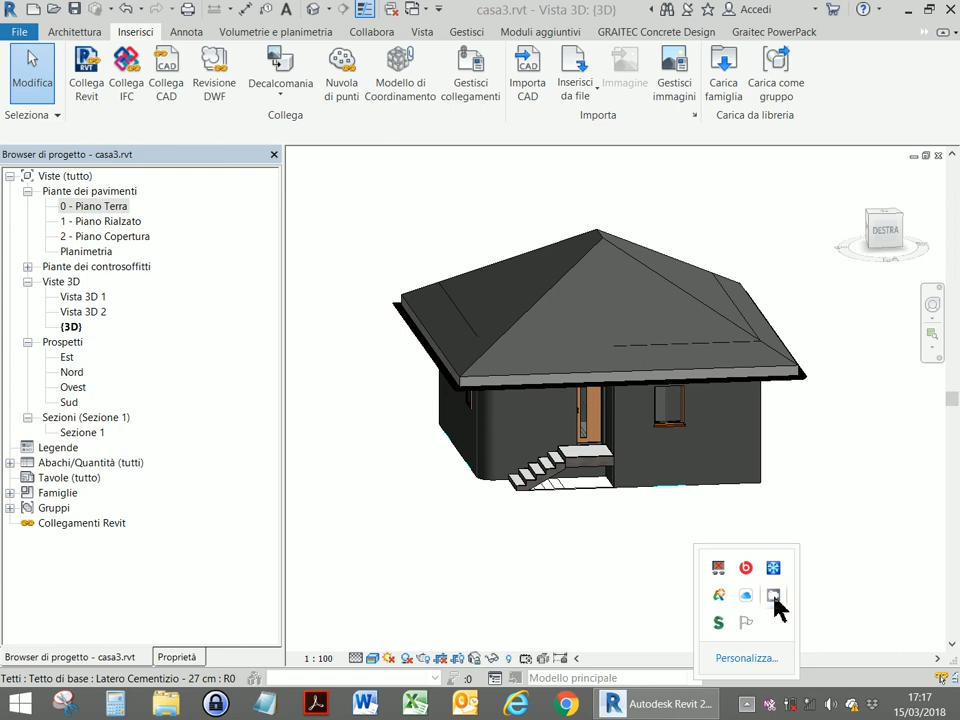 casa3.rvt - Vista 3D: {3D}
Accedi
File
Architettura
Inserisci
Annota
Volumetrie e planimetria
Collabora
Vista
Gestisci
Moduli aggiuntivi
GRAITEC Concrete Design
Graitec PowerPack
Modifica
Collega Revit
Collega IFC
Collega CAD
Revisione DWF
Decalcomania
Nuvola di punti
Modello di Coordinamento
Gestisci collegamenti
Importa CAD
Inserisci da file
Immagine
Gestisci immagini
Carica famiglia
Carica come gruppo
Seleziona
Collega
Importa
Carica da libreria
Browser di progetto - casa3.rvt
Viste (tutto)
Piante dei pavimenti
0 - Piano Terra
1 - Piano Rialzato
2 - Piano Copertura
Planimetria
Piante dei controsoffitti
Viste 3D
Vista 3D 1
Vista 3D 2
{3D}
Prospetti
Est
Nord
Ovest
Sud
Sezioni (Sezione 1)
Sezione 1
Legende
Abachi/Quantità (tutti)
Tavole (tutto)
Famiglie
Gruppi
Collegamenti Revit
DESTRA
Personalizza...
Browser di progetto - casa3.rvt
Proprietà
1 : 100
Tetti : Tetto di base : Latero Cementizio - 27 cm : R0
:0
Modello principale
Autodesk Revit 2...
17:17
15/03/2018